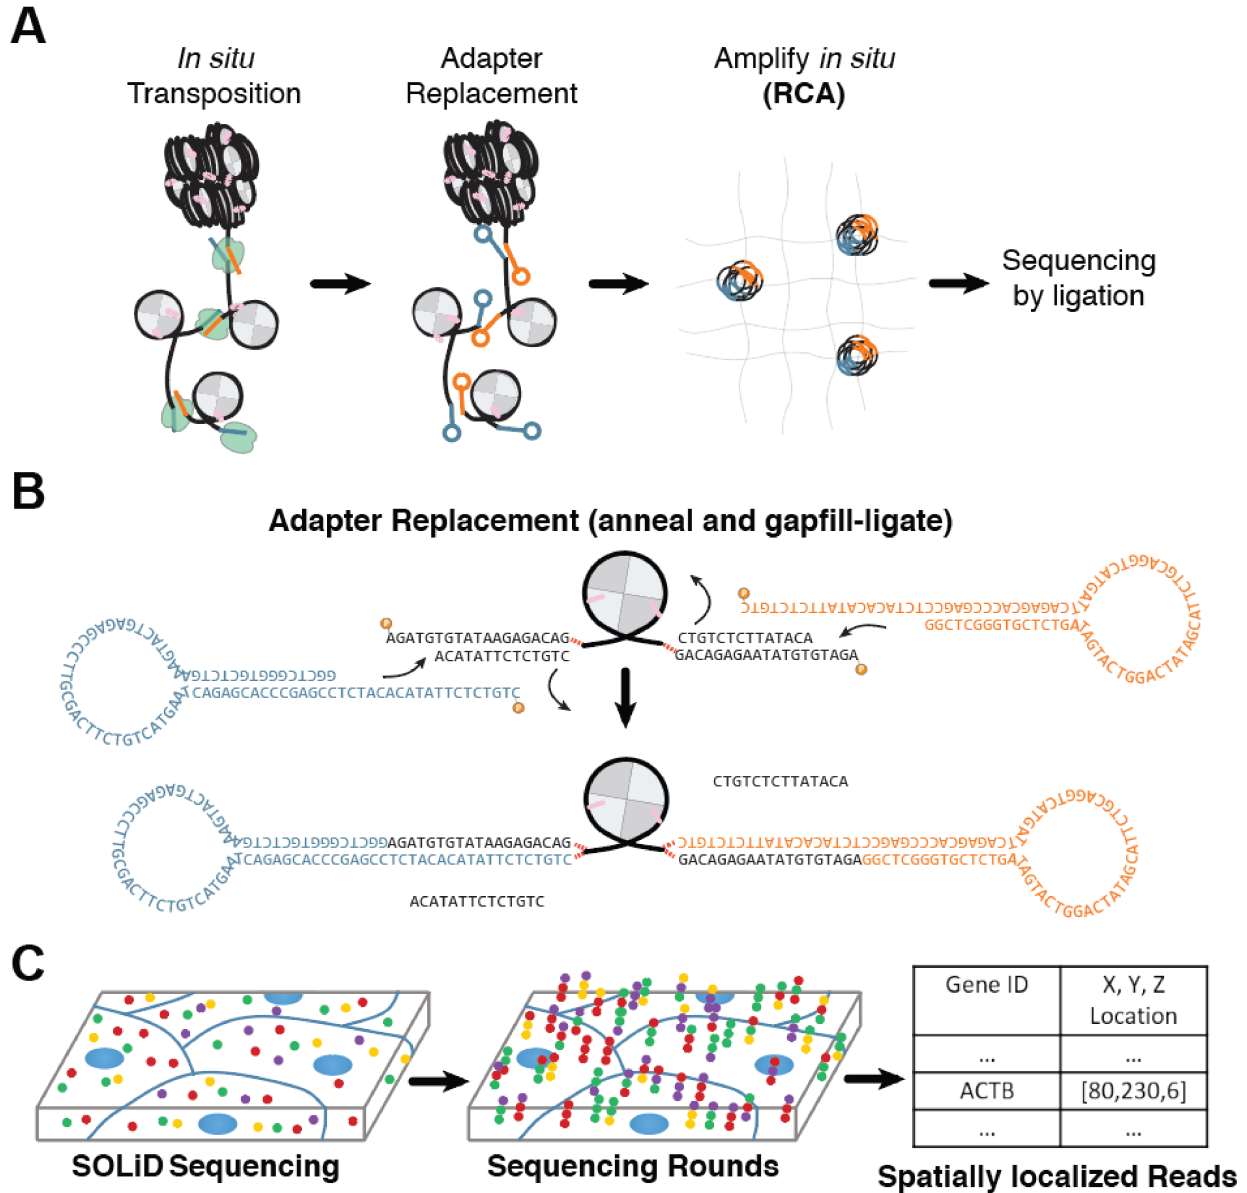 A
In situ
Transposition
Adapter
Replacement
Amplify in situ
(RCA)
Sequencing
by ligation
B
Adapter Replacement (anneal and gapfill-ligate)
P
AGATGTGTATAAGAGACAG
ACATATTCTCTGTC
TCAGAGCACCCGAGCCTCTACACATATTCTCTGTC
P
CTGTCTCTTATACA
GACAGAGAATATGTGTAGA
P
P
GGCTCGGGTGCTCTGA
CTGTCTCTTATACA
AGATGTGTATAAGAGACAG
TCAGAGCACCCGAGCCTCTACACATATTCTCTGTC
GACAGAGAATATGTGTAGAGGCTCGGGTGCTCTGA
ACATATTCTCTGTC
C
SOLiD Sequencing
Sequencing Rounds
Gene ID
X, Y, Z
Location
... ...
ACTB [80,230,6]
... ...
Spatially localized Reads